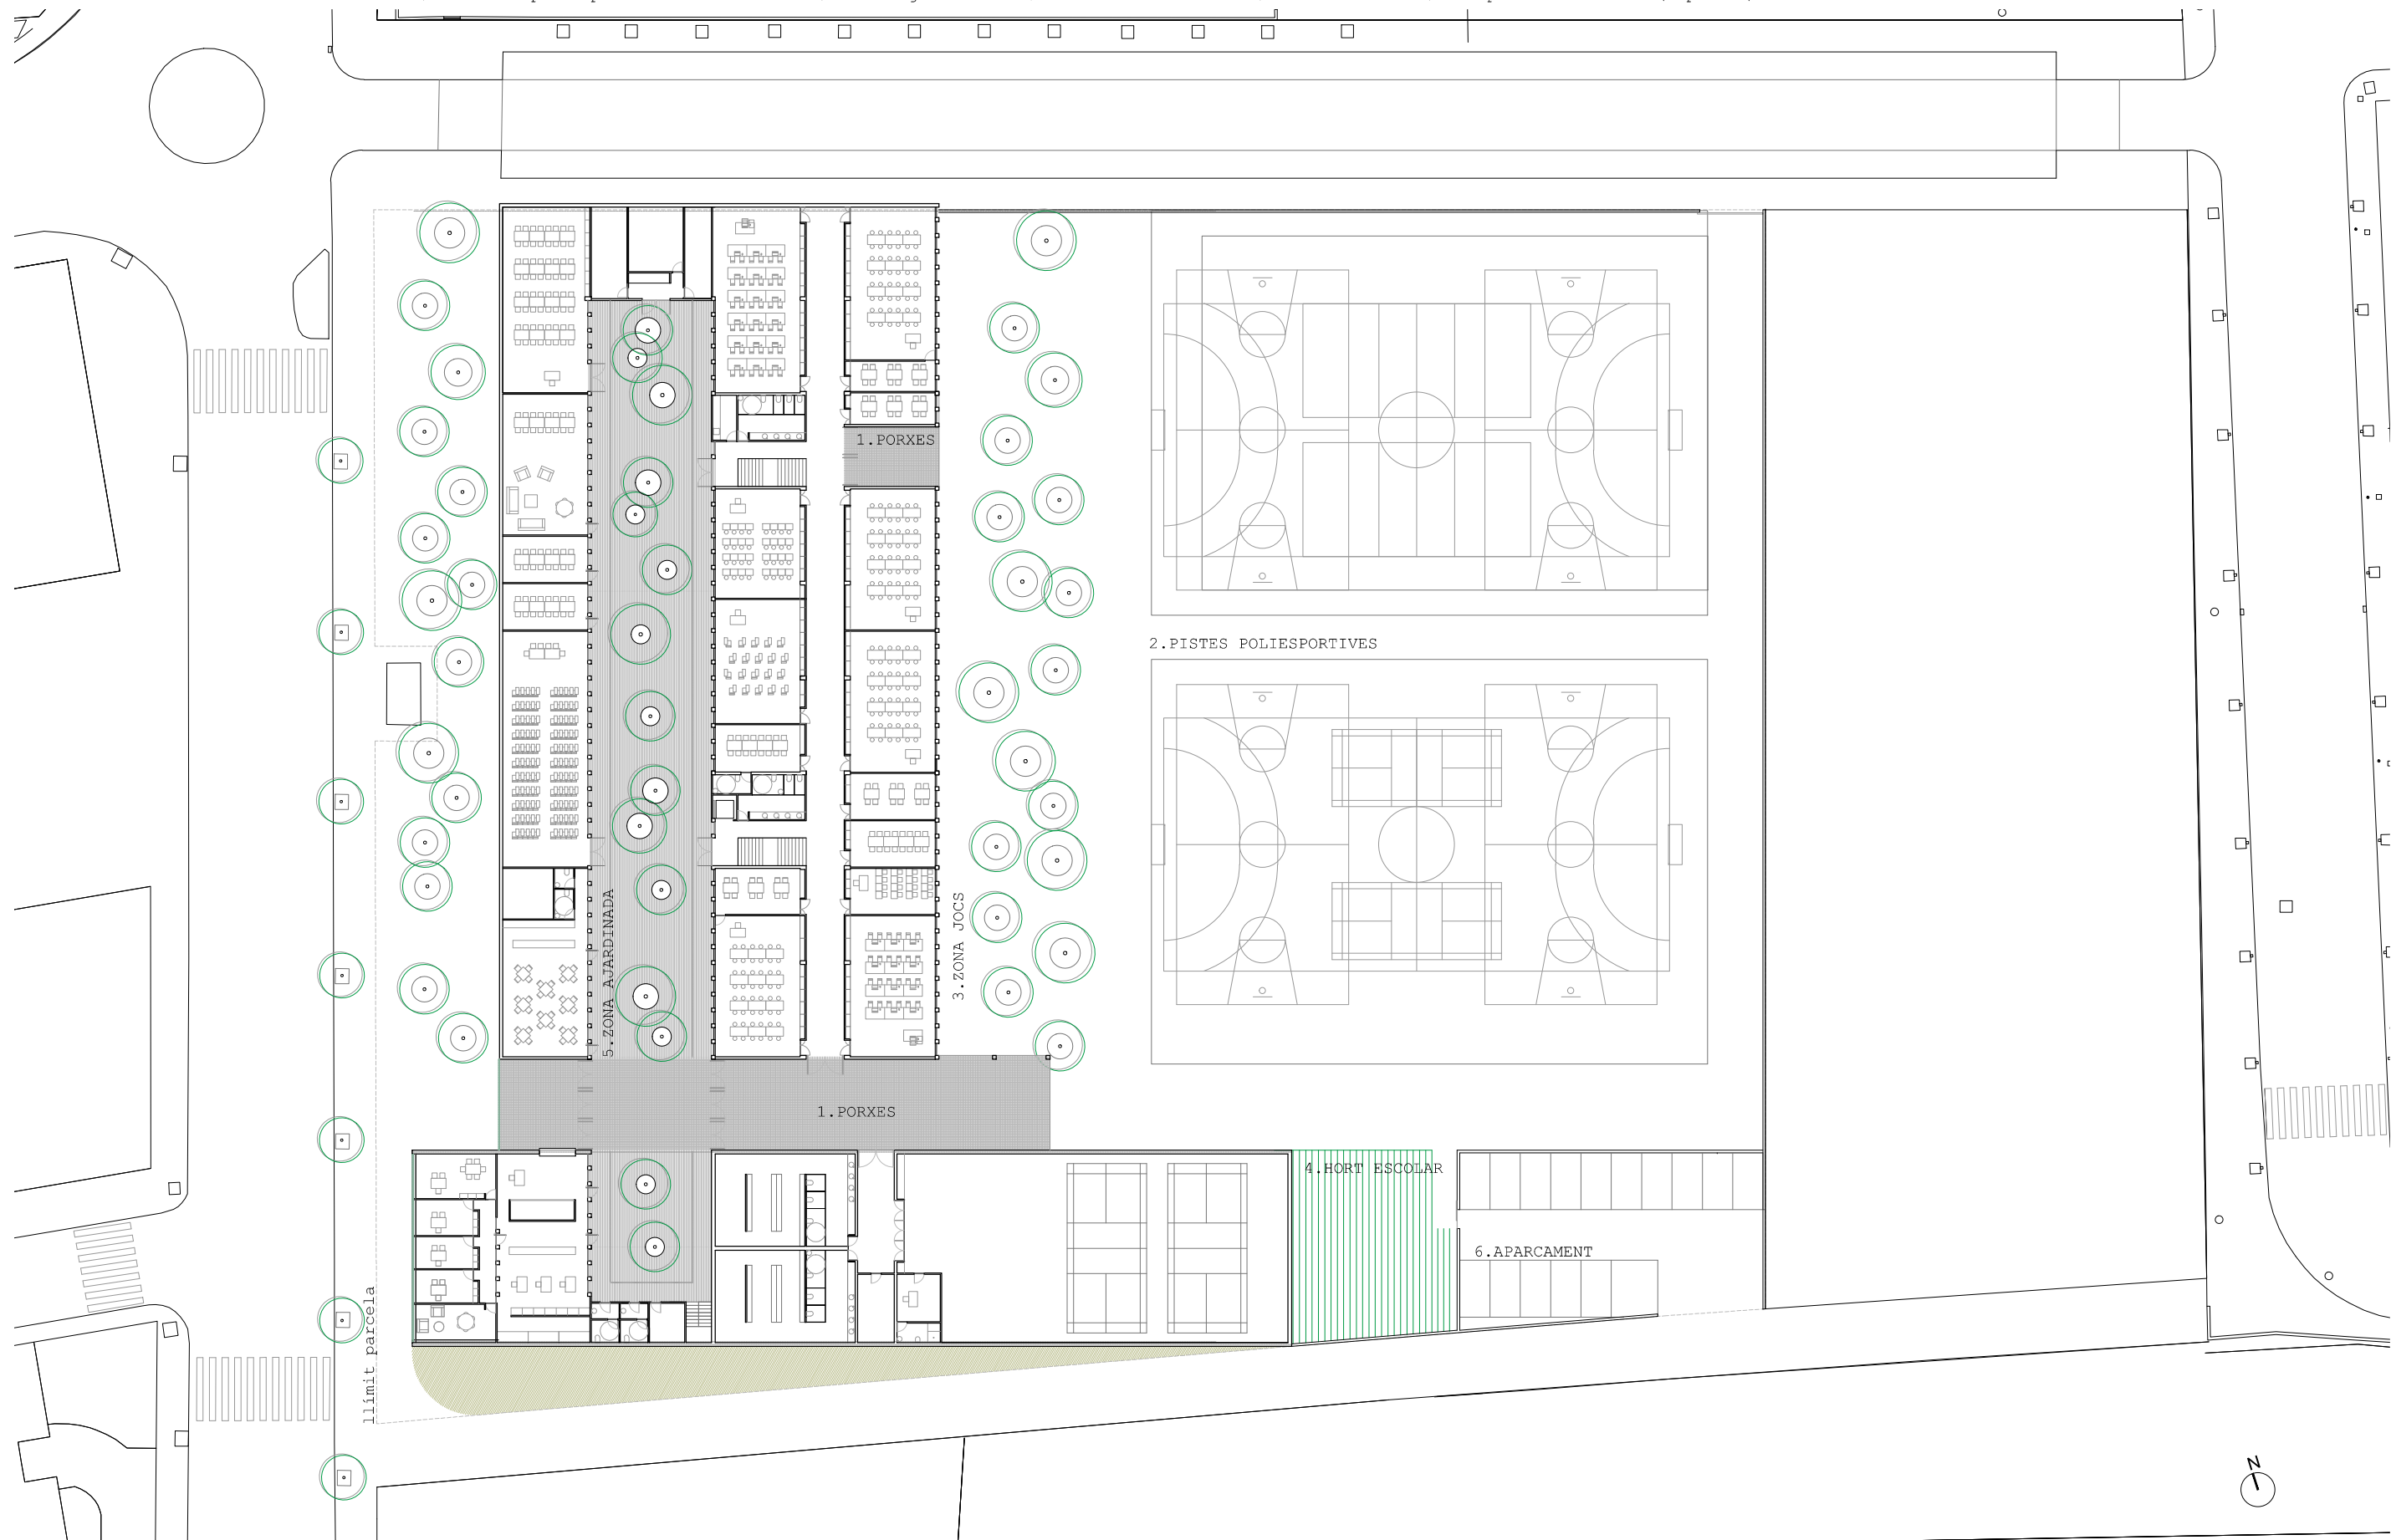 1.PORXES
2.PISTES POLIESPORTIVES
3.ZONA JOCS
5.ZONA AJARDINADA
1.PORXES
4.HORT ESCOLAR
6.APARCAMENT
llímit parcela
N